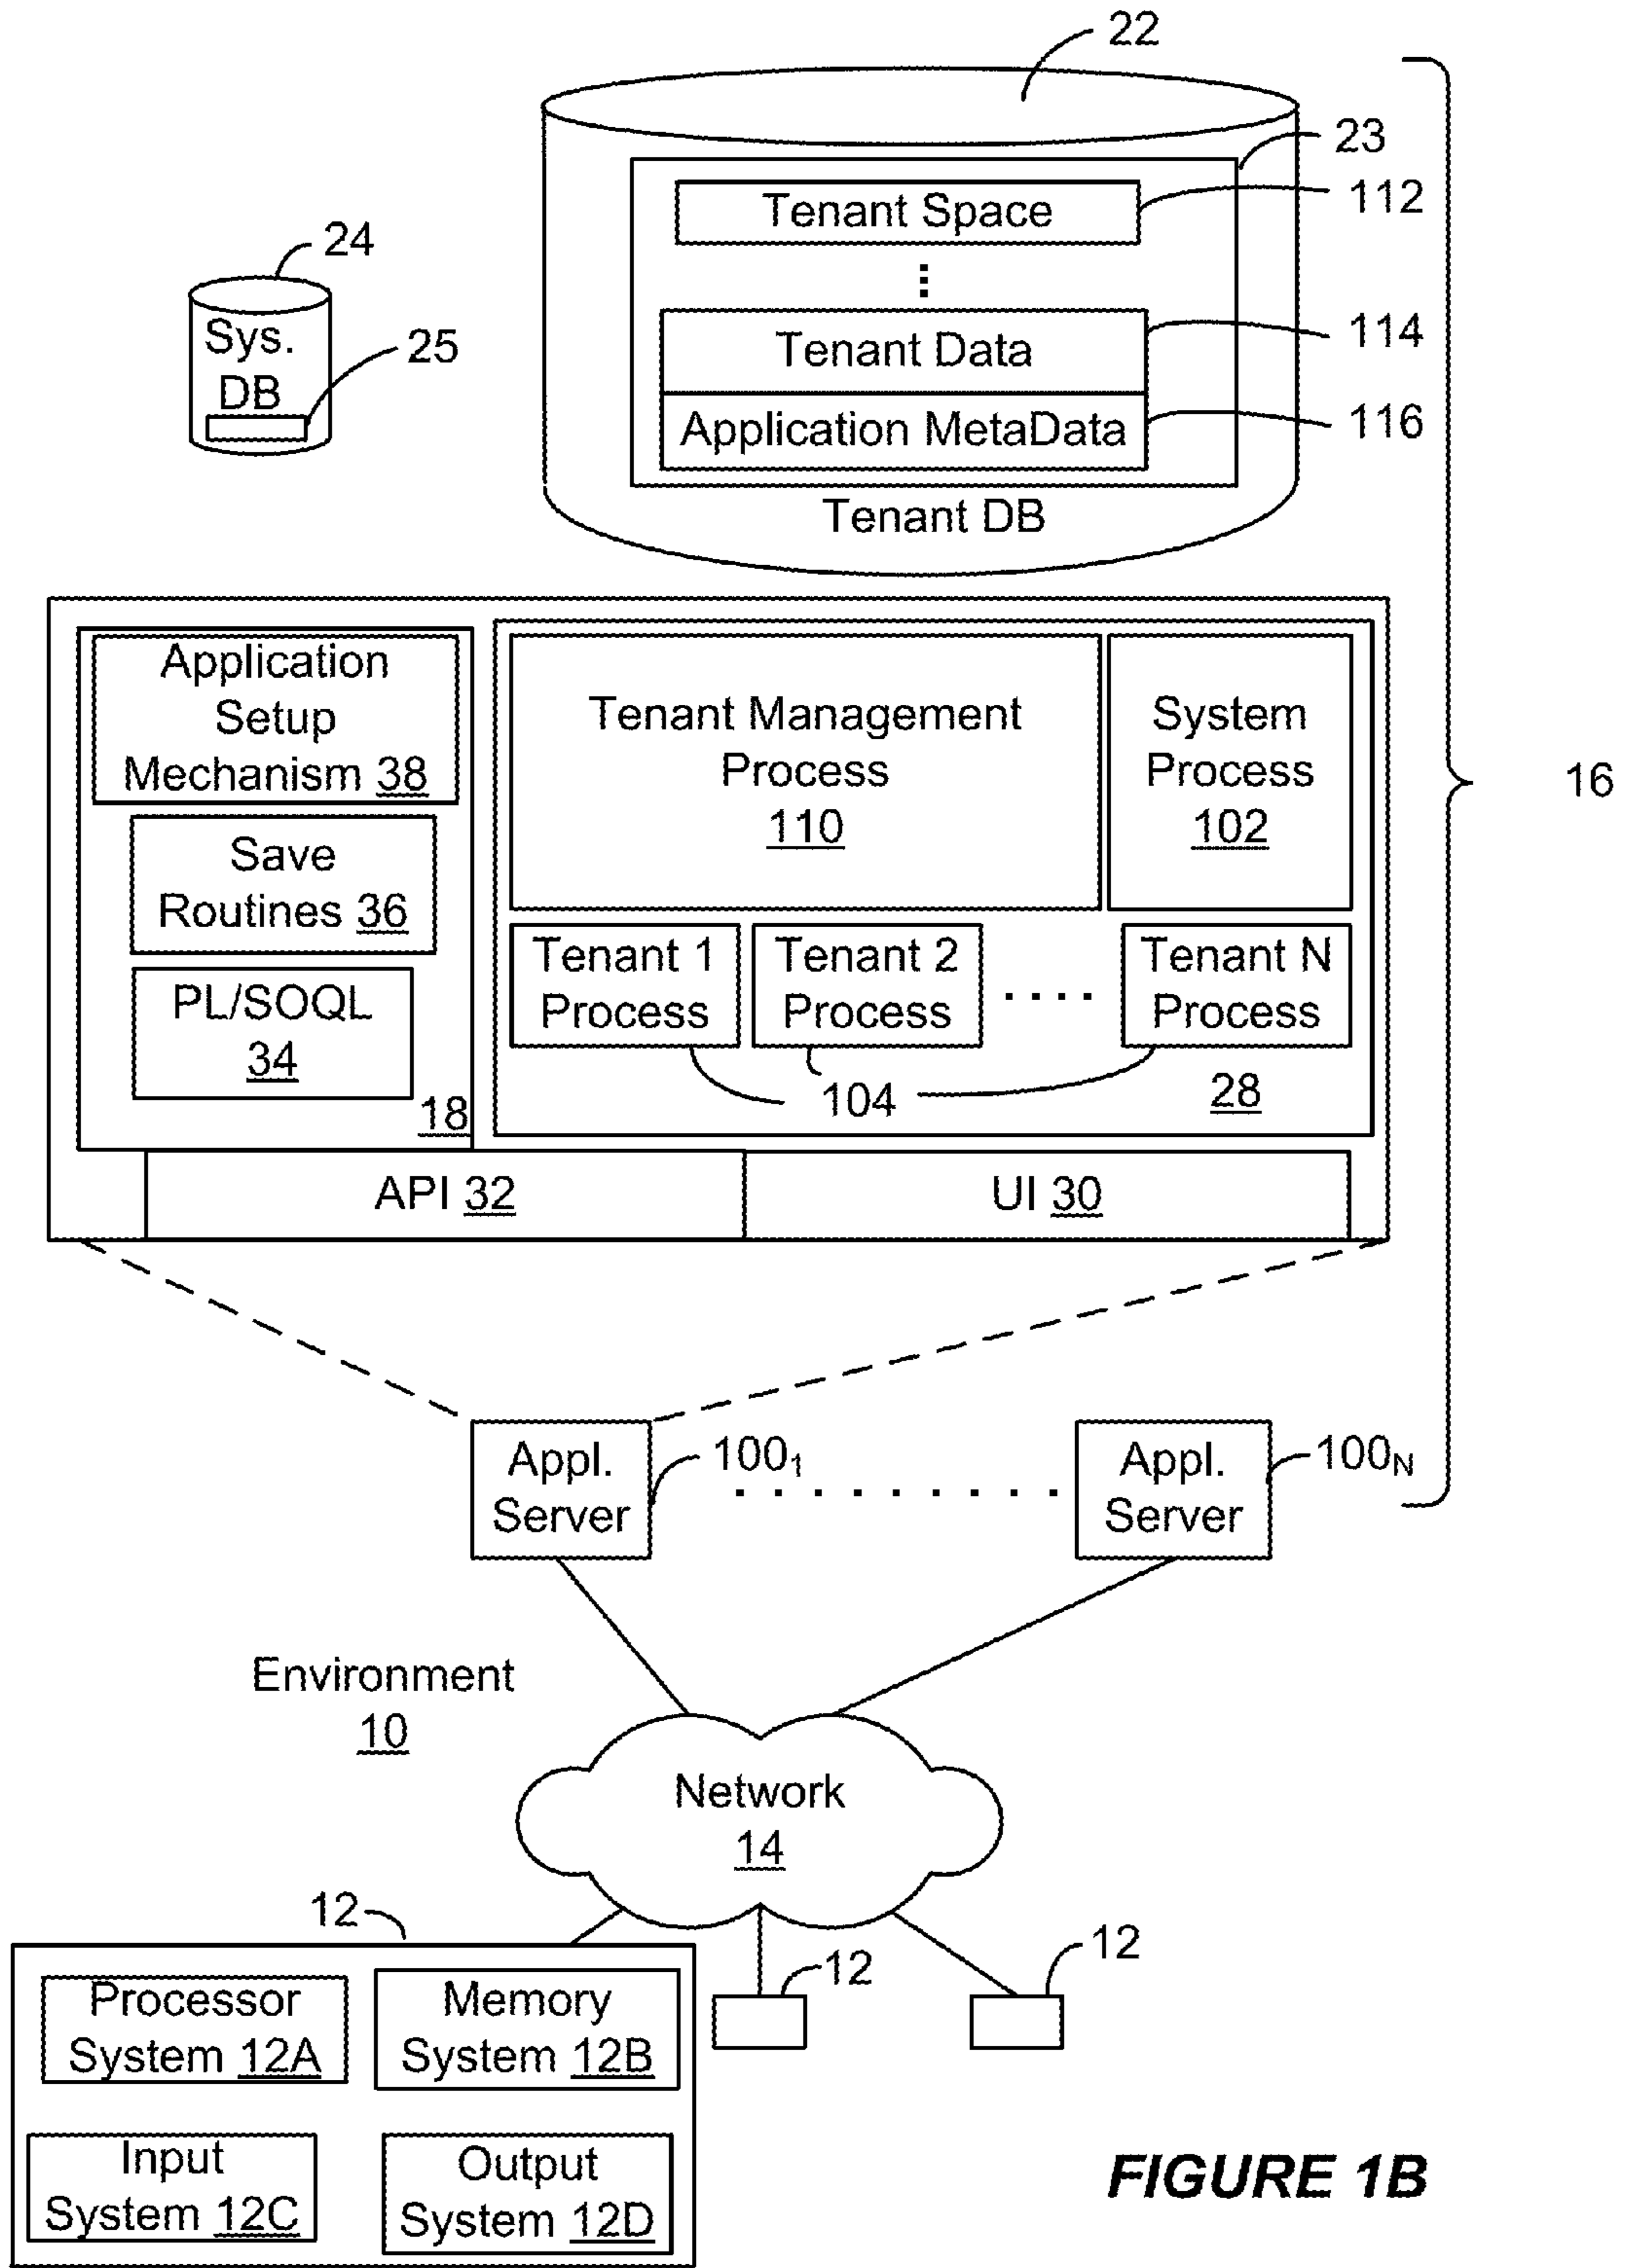 22
23
Tenant Space
112
24
Sys.
DB
25
Tenant Data
114
Application MetaData
116
Tenant DB
Application
Setup
Mechanism 38
Save
Routines 36
PL/SOQL
34
18
Tenant Management
Process
110
System
Process
102
Tenant 1
Process
Tenant 2
Process
....
Tenant N
Process
104
28
API 32
UI 30
16
Appl.
Server
100₁
. . . . . . . . .
Appl.
Server
100N
Environment
10
Network
14
12
12
12
Processor
System 12A
Memory
System 12B
Input
System 12C
Output
System 12D
FIGURE 1B